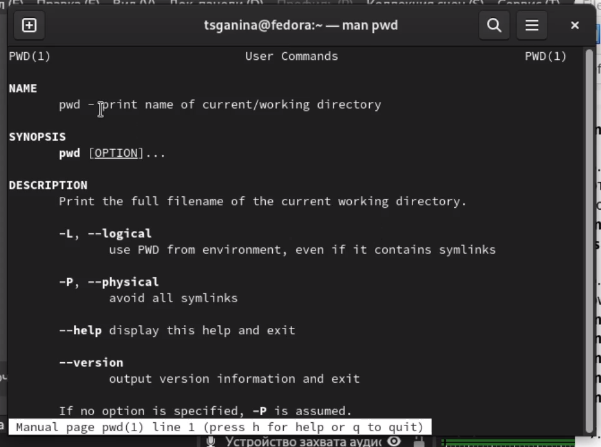 tsganina@fedora:~ — man pwd
PWD(1) User Commands PWD(1)
NAME
pwd - print name of current/working directory
SYNOPSIS
pwd [OPTION]...
DESCRIPTION
Print the full filename of the current working directory.
-L, --logical
use PWD from environment, even if it contains symlinks
-P, --physical
avoid all symlinks
--help display this help and exit
--version
output version information and exit
If no option is specified, -P is assumed.
Manual page pwd(1) line 1 (press h for help or q to quit)
Устройство захвата аудио